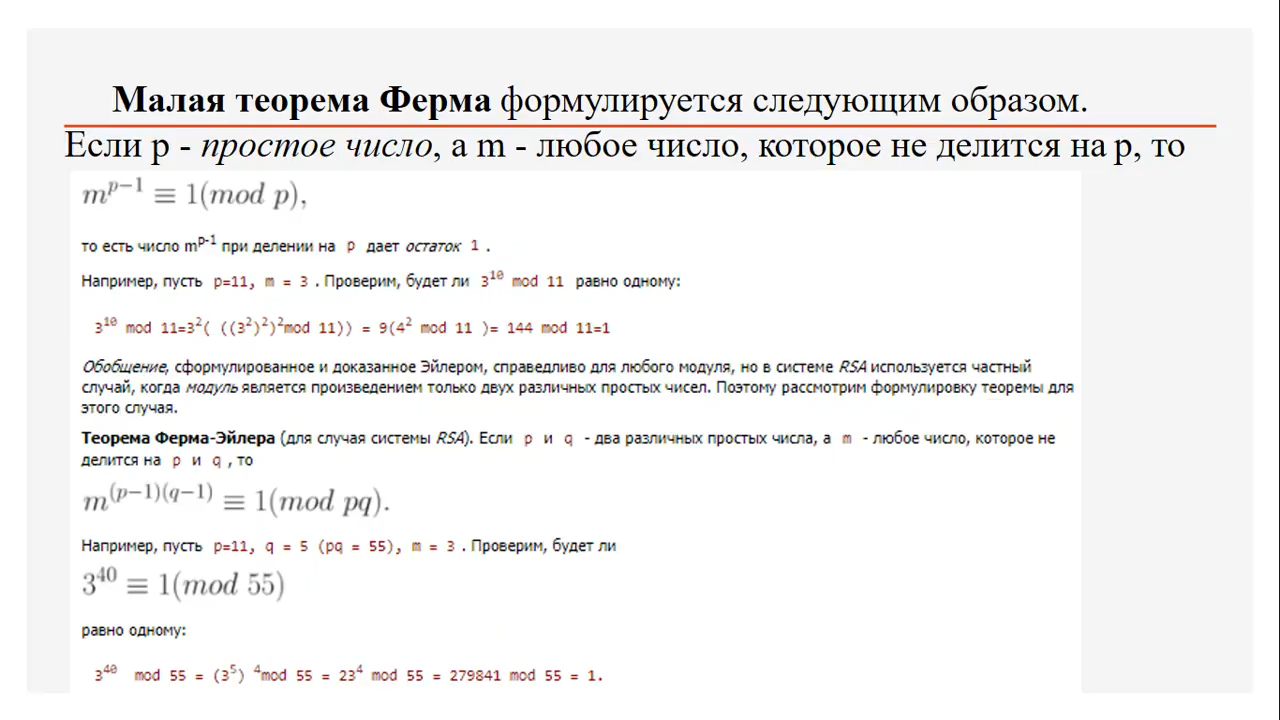 Малая теорема Ферма формулируется следующим образом.
Если p - простое число, а m - любое число, которое не делится на p, то
m^{p−1} ≡ 1(mod p),
то есть число m^{p-1} при делении на p дает остаток 1 .
Например, пусть p=11, m = 3 . Проверим, будет ли 3^{10} mod 11 равно одному:
3^{10} mod 11=3^{2}( ((3^{2})^{2})^{2}mod 11)) = 9(4^{2} mod 11 )= 144 mod 11=1
Обобщение, сформулированное и доказанное Эйлером, справедливо для любого модуля, но в системе RSA используется частный
случай, когда модуль является произведением только двух различных простых чисел. Поэтому рассмотрим формулировку теоремы для
этого случая.
Теорема Ферма-Эйлера (для случая системы RSA). Если p и q - два различных простых числа, а m - любое число, которое не
делится на p и q , то
m^{(p−1)(q−1)} ≡ 1(mod pq).
Например, пусть p=11, q = 5 (pq = 55), m = 3 . Проверим, будет ли
3^{40} ≡ 1(mod 55)
равно одному:
3^{40} mod 55 = (3^{5}) ^{4}mod 55 = 23^{4} mod 55 = 279841 mod 55 = 1.